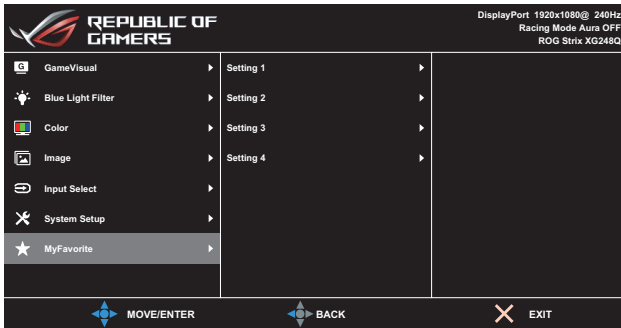 REPUBLIC OF
GAMERS
DisplayPort 1920x1080@ 240Hz
Racing Mode Aura OFF
ROG Strix XG248Q
G GameVisual
Blue Light Filter
Color
Image
Input Select
System Setup
MyFavorite
Setting 1
Setting 2
Setting 3
Setting 4
MOVE/ENTER
BACK
EXIT